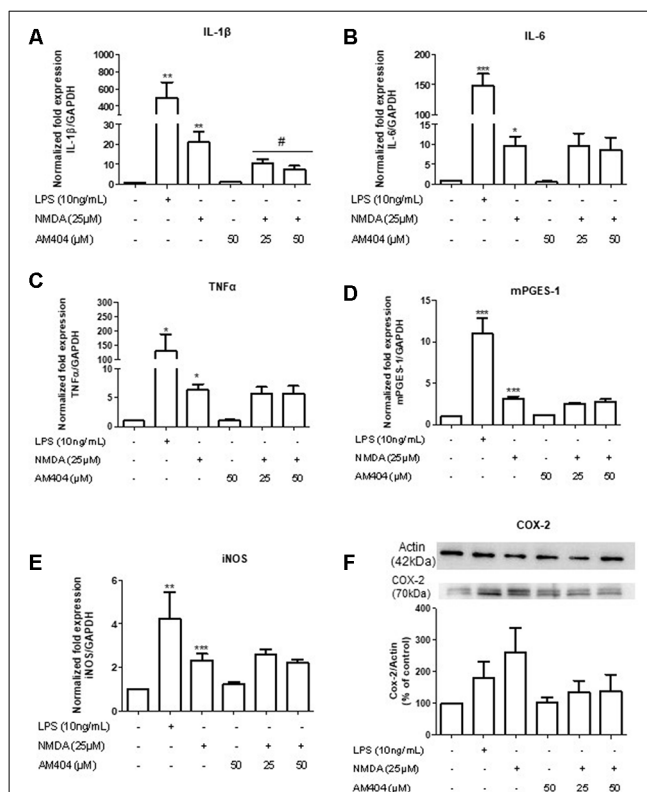 A
IL-1β
Normalized fold expression
IL-1β/GAPDH
1000
800
600
400
200
30
20
10
0
**
**
#
LPS (10ng/mL) - + - - - -
NMDA (25µM) - - + - + +
AM404 (µM) - - - 50 25 50
B
IL-6
Normalized fold expression
IL-6/GAPDH
200
150
100
50
20
15
10
5
0
***
*
LPS (10ng/mL) - + - - - -
NMDA (25µM) - - + - + +
AM404 (µM) - - - 50 25 50
C
TNFα
Normalized fold expression
TNFα/GAPDH
300
250
200
150
100
10
5
0
*
*
LPS (10ng/mL) - + - - - -
NMDA (25µM) - - + - + +
AM404 (µM) - - - 50 25 50
D
mPGES-1
Normalized fold expression
mPGES-1/GAPDH
15
10
5
0
***
***
LPS (10ng/mL) - + - - - -
NMDA (25µM) - - + - + +
AM404 (µM) - - - 50 25 50
E
iNOS
Normalized fold expression
iNOS/GAPDH
6
4
2
0
**
***
LPS (10ng/mL) - + - - - -
NMDA (25µM) - - + - + +
AM404 (µM) - - - 50 25 50
F
COX-2
Actin
(42kDa)
COX-2
(70kDa)
Cox-2/Actin
(% of control)
400
300
200
100
0
LPS (10ng/mL) - + - - - -
NMDA (25µM) - - + - + +
AM404 (µM) - - - 50 25 50